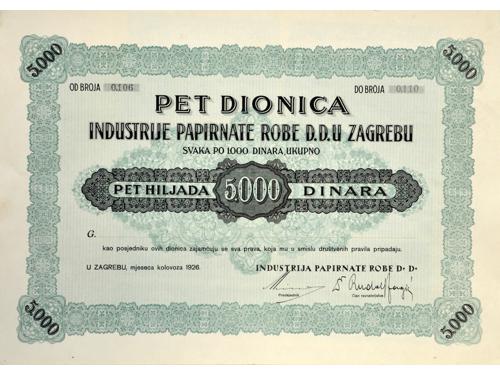 5.000
5.000
OD BROJA 0.106
DO BROJA 0.110
PET DIONICA
INDUSTRIJE PAPIRNATE ROBE D.D.U ZAGREBU
SVAKA PO 1.000 DINARA, UKUPNO
PET HILJADA 5.000 DINARA
G.
kao posjedniku ovih dionica zajamčuju se sva prava, koja mu u smislu društvenih pravila pripadaju.
U ZAGREBU, mjeseca kolovoza 1926.
INDUSTRIJA PAPIRNATE ROBE D. D.
Predsjednik
Član ravnateljstva
5.000
5.000